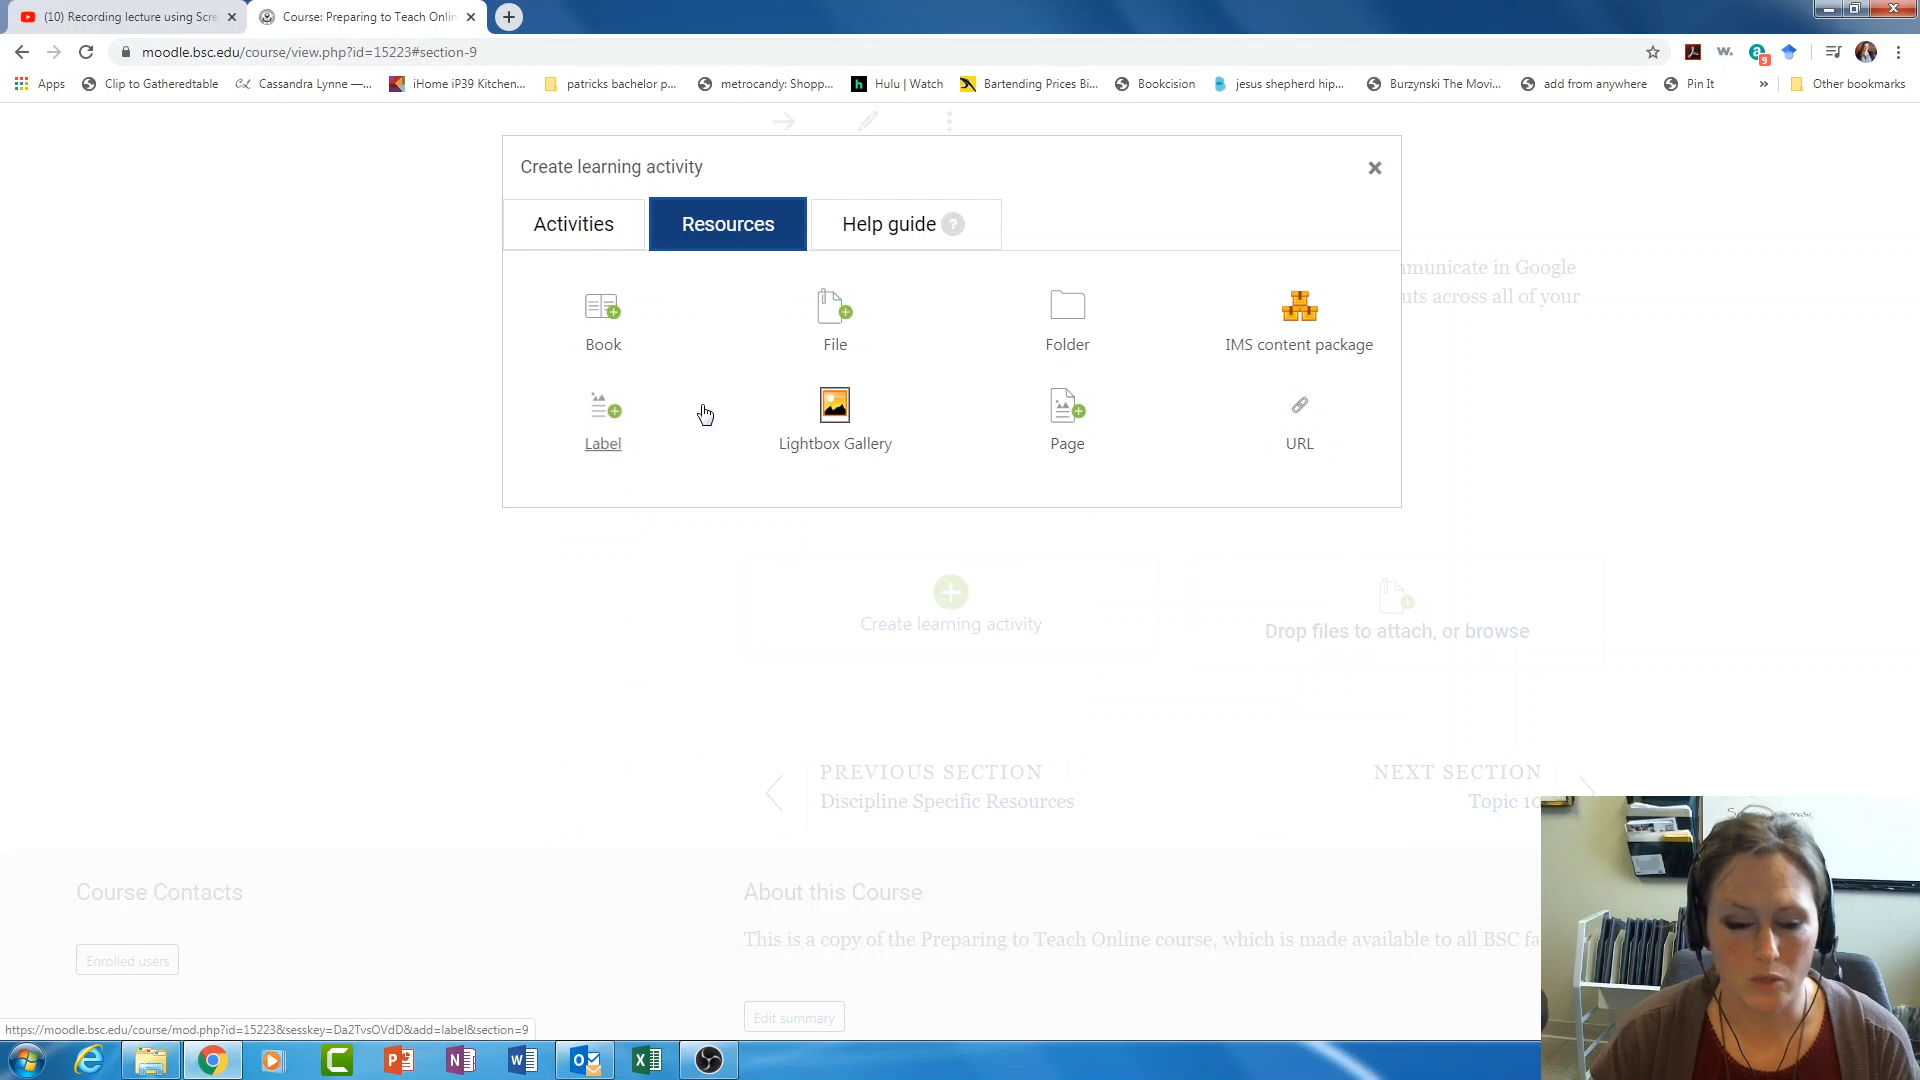 (10) Recording lecture using Scre
Course: Preparing to Teach Onlin
moodle.bsc.edu/course/view.php?id=15223#section-9
w.
a
9
Apps
Clip to Gatheredtable
CL
Cassandra Lynne —...
iHome iP39 Kitchen...
patricks bachelor p...
metrocandy: Shopp...
h
Hulu | Watch
Bartending Prices Bi...
Bookcision
jesus shepherd hip...
Burzynski The Movi...
add from anywhere
Pin It
»
Other bookmarks
Create learning activity
Activities
Resources
Help guide ?
mmunicate in Google
uts across all of your
Book
File
Folder
IMS content package
Label
Lightbox Gallery
Page
URL
Create learning activity
Drop files to attach, or browse
PREVIOUS SECTION
Discipline Specific Resources
NEXT SECTION
Topic 10
Course Contacts
About this Course
This is a copy of the Preparing to Teach Online course, which is made available to all BSC fa
Enrolled users
Edit summary
https://moodle.bsc.edu/course/mod.php?id=15223&sesskey=Da2TvsOVdD&add=label&section=9